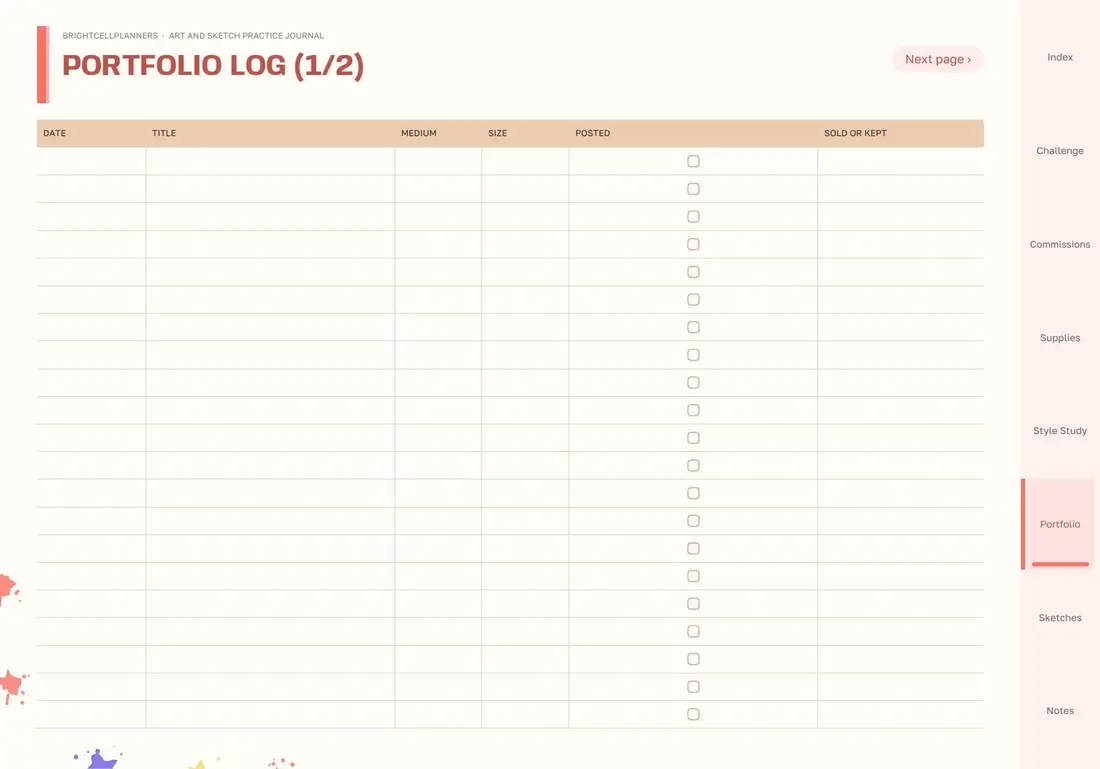 BRIGHTCELLPLANNERS · ART AND SKETCH PRACTICE JOURNAL
PORTFOLIO LOG (1/2)
Next page ›
DATE TITLE MEDIUM SIZE POSTED SOLD OR KEPT
Index
Challenge
Commissions
Supplies
Style Study
Portfolio
Sketches
Notes